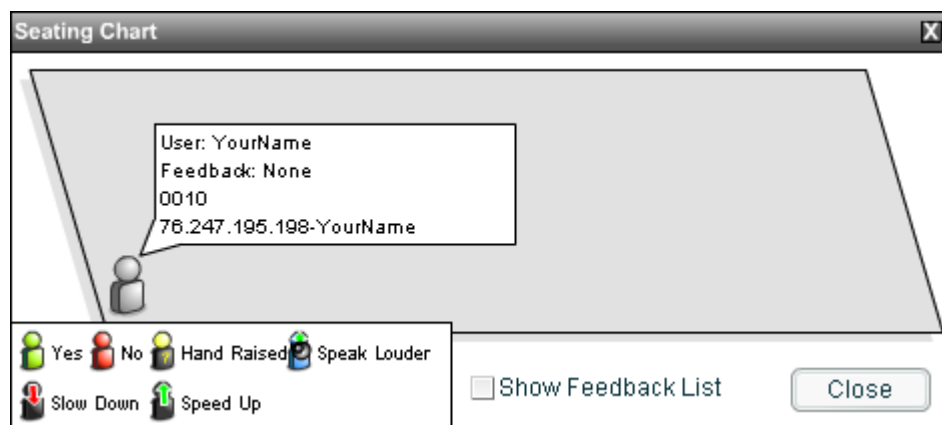 Seating Chart X
User: YourName
Feedback: None
0010
76.247.195.198-YourName
Yes No Hand Raised Speak Louder
Slow Down Speed Up
Show Feedback List
Close